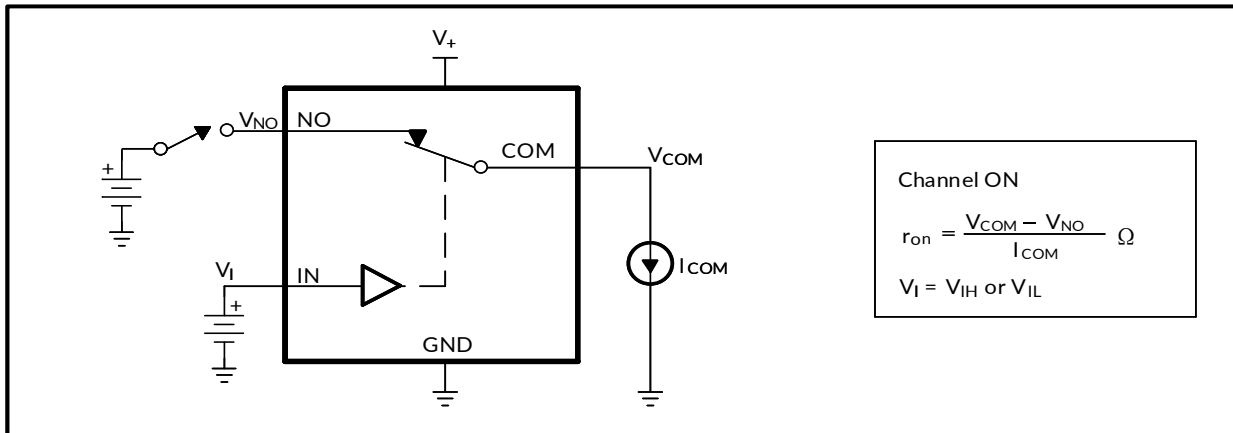 V+
VNO NO
COM VCOM
+
VI IN
+
ICOM
GND
Channel ON
ron = VCOM – VNO / ICOM Ω
VI = VIH or VIL